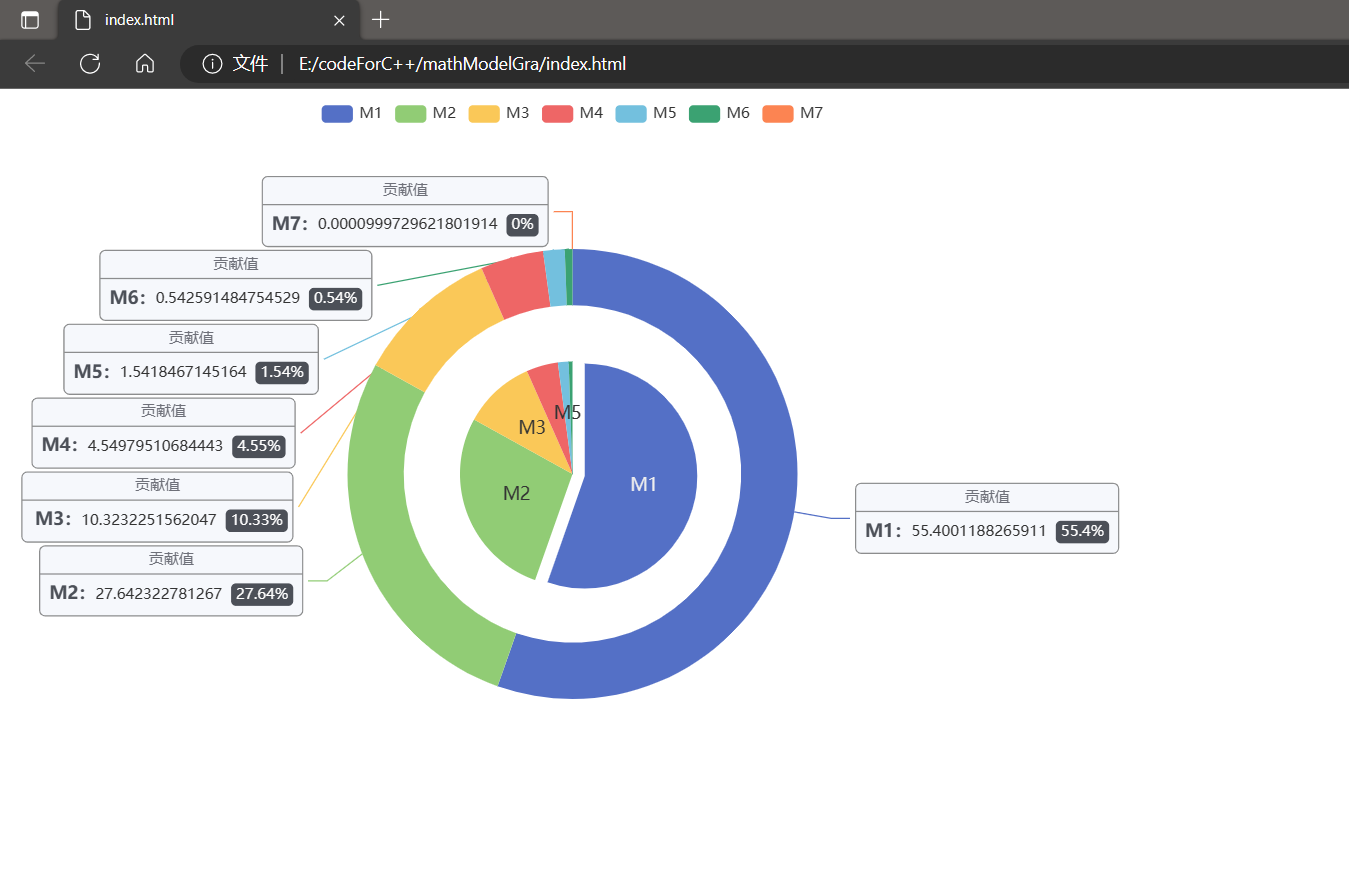 index.html
文件 | E:/codeForC++/mathModelGra/index.html
M1 M2 M3 M4 M5 M6 M7
贡献值
M7: 0.0000999729621801914 0%
贡献值
M6: 0.542591484754529 0.54%
贡献值
M5: 1.5418467145164 1.54%
贡献值
M4: 4.54979510684443 4.55%
贡献值
M3: 10.3232251562047 10.33%
贡献值
M2: 27.642322781267 27.64%
M5
M3
M2
M1
贡献值
M1: 55.4001188265911 55.4%